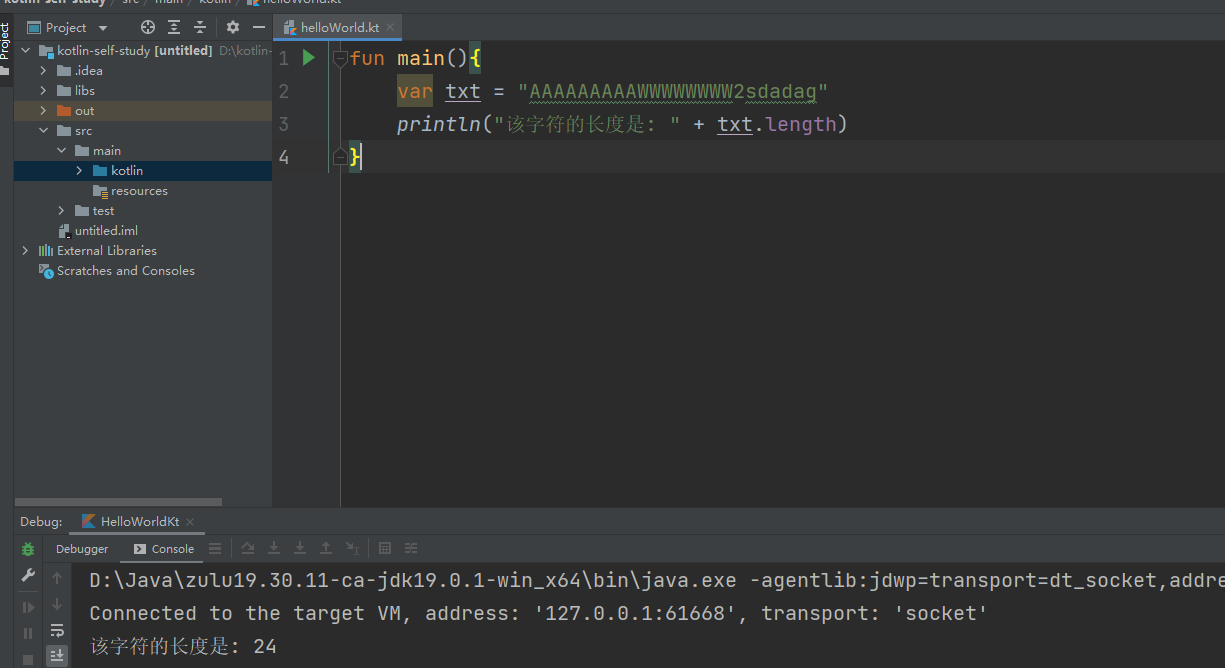 kotlin-self-study / src / main / kotlin / helloWorld.kt
Project
Project
helloWorld.kt
kotlin-self-study [untitled] D:\kotlin-
.idea
libs
out
src
main
kotlin
resources
test
untitled.iml
External Libraries
Scratches and Consoles
1 fun main(){
2 var txt = "AAAAAAAAAWWWWWWWW2sdadag"
3 println("该字符的长度是: " + txt.length)
4 }
Debug: HelloWorldKt
Debugger Console
D:\Java\zulu19.30.11-ca-jdk19.0.1-win_x64\bin\java.exe -agentlib:jdwp=transport=dt_socket,addre
Connected to the target VM, address: '127.0.0.1:61668', transport: 'socket'
该字符的长度是: 24